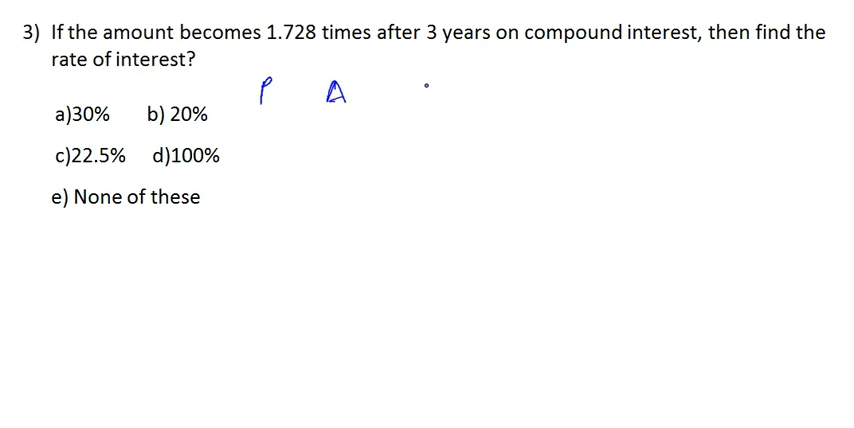 3) If the amount becomes 1.728 times after 3 years on compound interest, then find the
rate of interest?
P A
a)30% b) 20%
c)22.5% d)100%
e) None of these